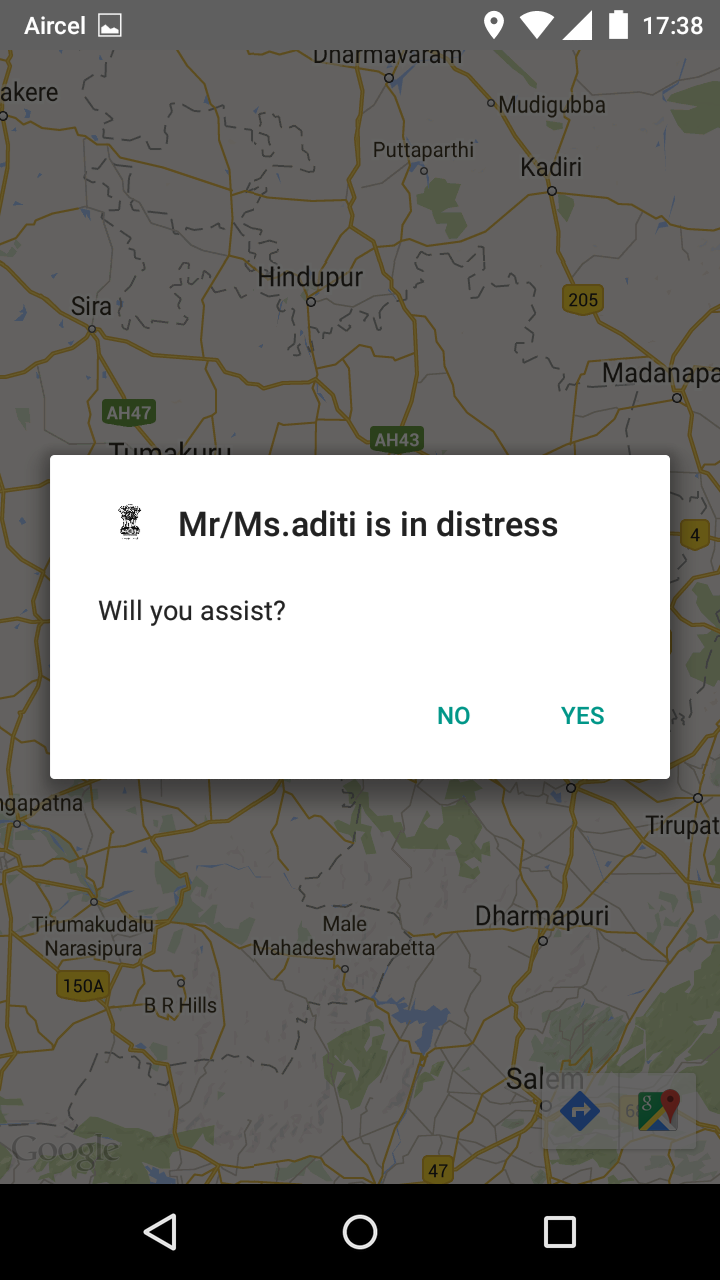 Aircel
17:38
Dharmavaram
akere
Mudigubba
Puttaparthi
Kadiri
Hindupur
205
Sira
Madanapa
AH47
AH43
Tumakuru
Mr/Ms.aditi is in distress
4
Will you assist?
NO
YES
ngapatna
Tirupat
Dharmapuri
Tirumakudalu
Narasipura
Male
Mahadeshwarabetta
150A
B R Hills
Salem
Google
47